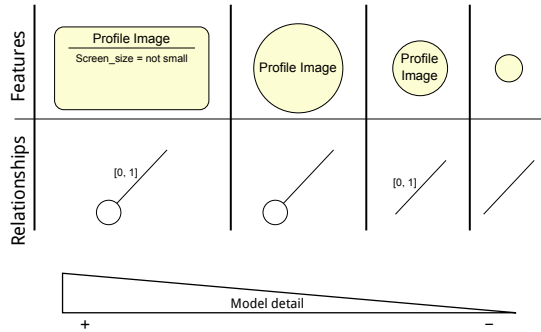 Features
Profile Image
Screen_size = not small
Profile Image
Profile
Image
Relationships
[0, 1]
[0, 1]
Model detail
+
−